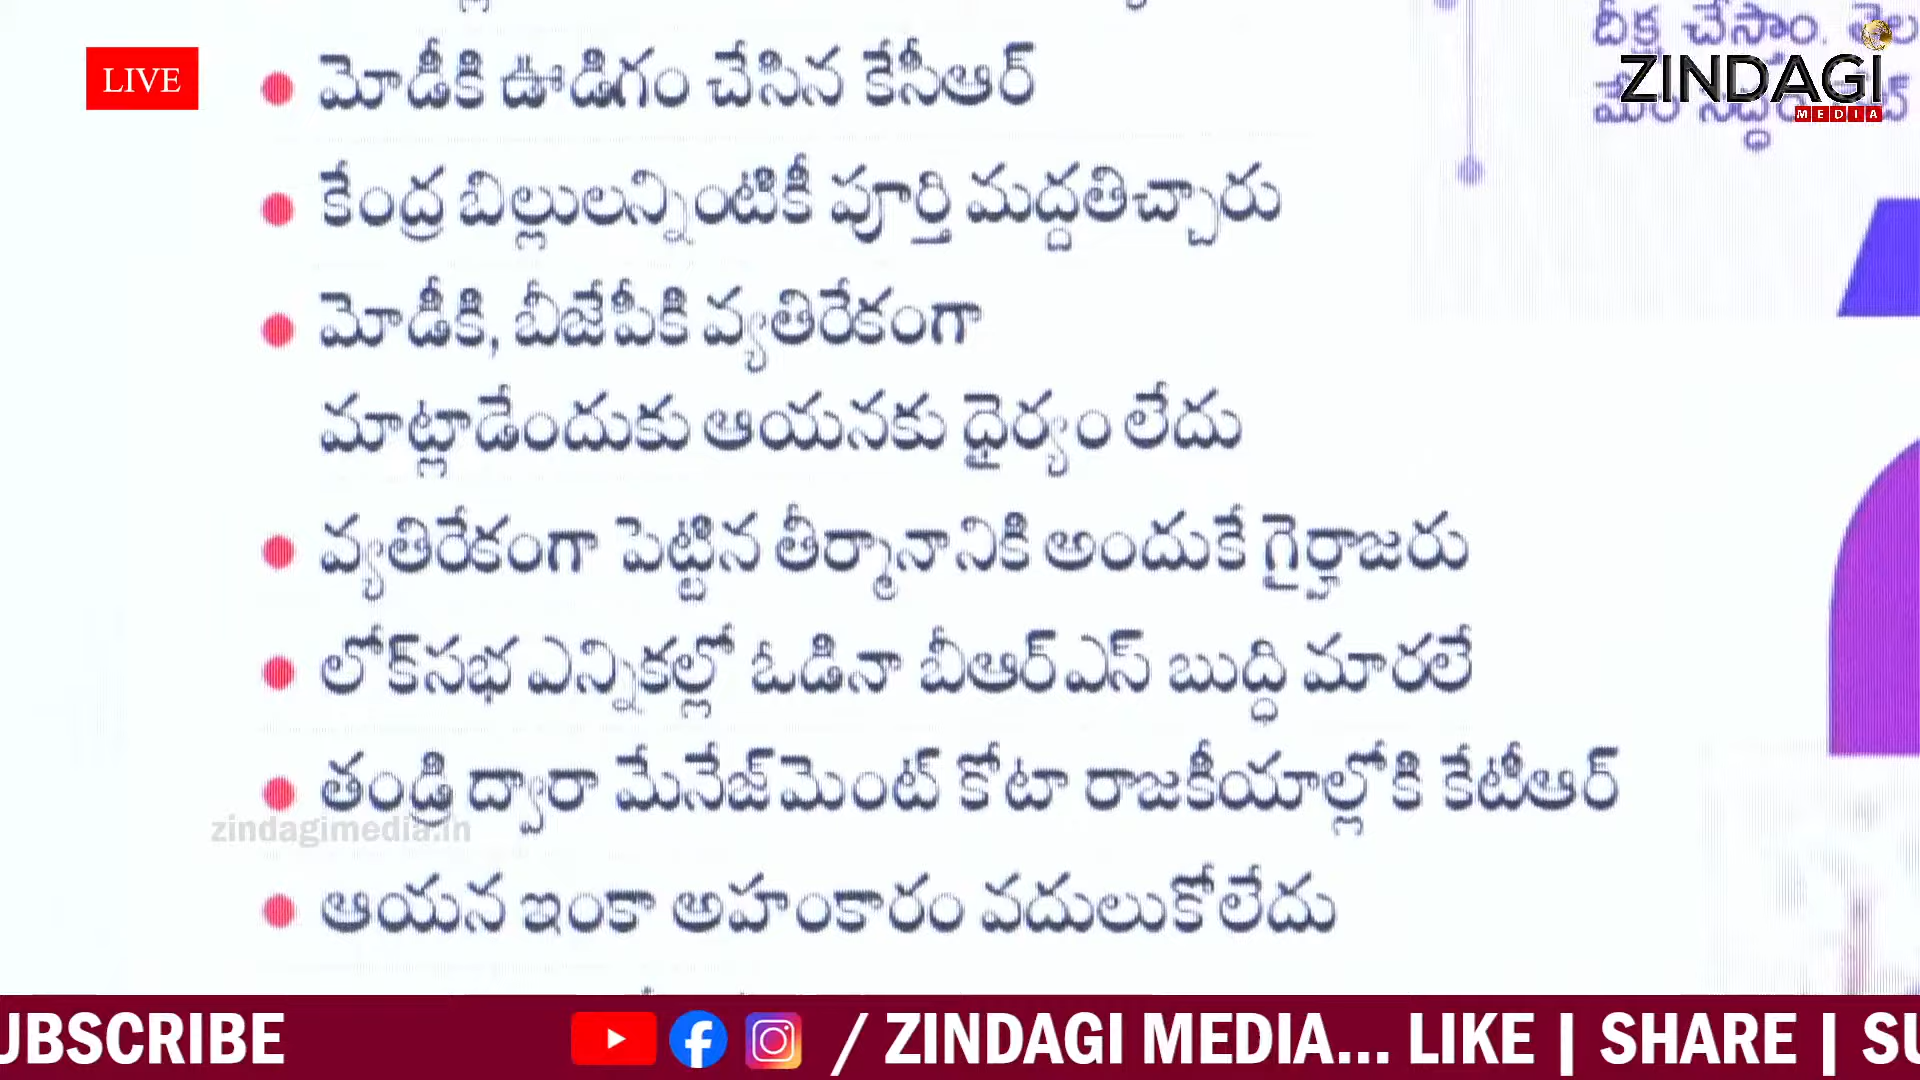 LIVE
దీక్ష చేస్తాం.
ZINDAGI
MEDIA
మోడీకి ఊడిగం చేసిన కేసీఆర్
కేంద్ర బిల్లులన్నింటికీ పూర్తి మద్దతిచ్చారు
మోడీకి, బీజేపీకి వ్యతిరేకంగా
మాట్లాడేందుకు ఆయనకు ధైర్యం లేదు
వ్యతిరేకంగా పెట్టిన తీర్మానానికి అందుకే గైర్హాజరు
లోక్‌సభ ఎన్నికల్లో ఓడినా బీఆర్ఎస్ బుద్ధి మారలే
తండ్రి ద్వారా మేనేజ్‌మెంట్ కోటా రాజకీయాల్లోకి కేటీఆర్
zindagimedia.in
ఆయన ఇంకా అహంకారం వదులుకోలేదు
UBSCRIBE / ZINDAGI MEDIA... LIKE | SHARE | SU